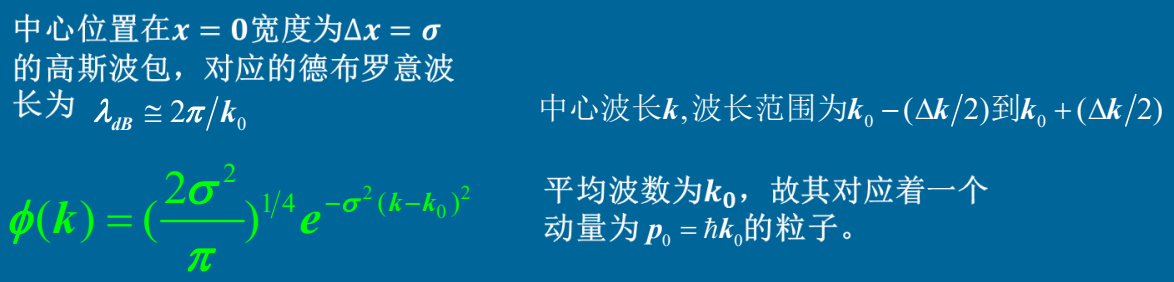 中心位置在x = 0宽度为Δx = σ
的高斯波包，对应的德布罗意波
长为 λ_dB ≅ 2π/k₀
中心波长k,波长范围为k₀ −(Δk/2)到k₀ +(Δk/2)
ϕ(k) = (2σ²/π)^{1/4} e^{−σ²(k−k₀)²}
平均波数为k₀，故其对应着一个
动量为 p₀ = ħk₀的粒子。